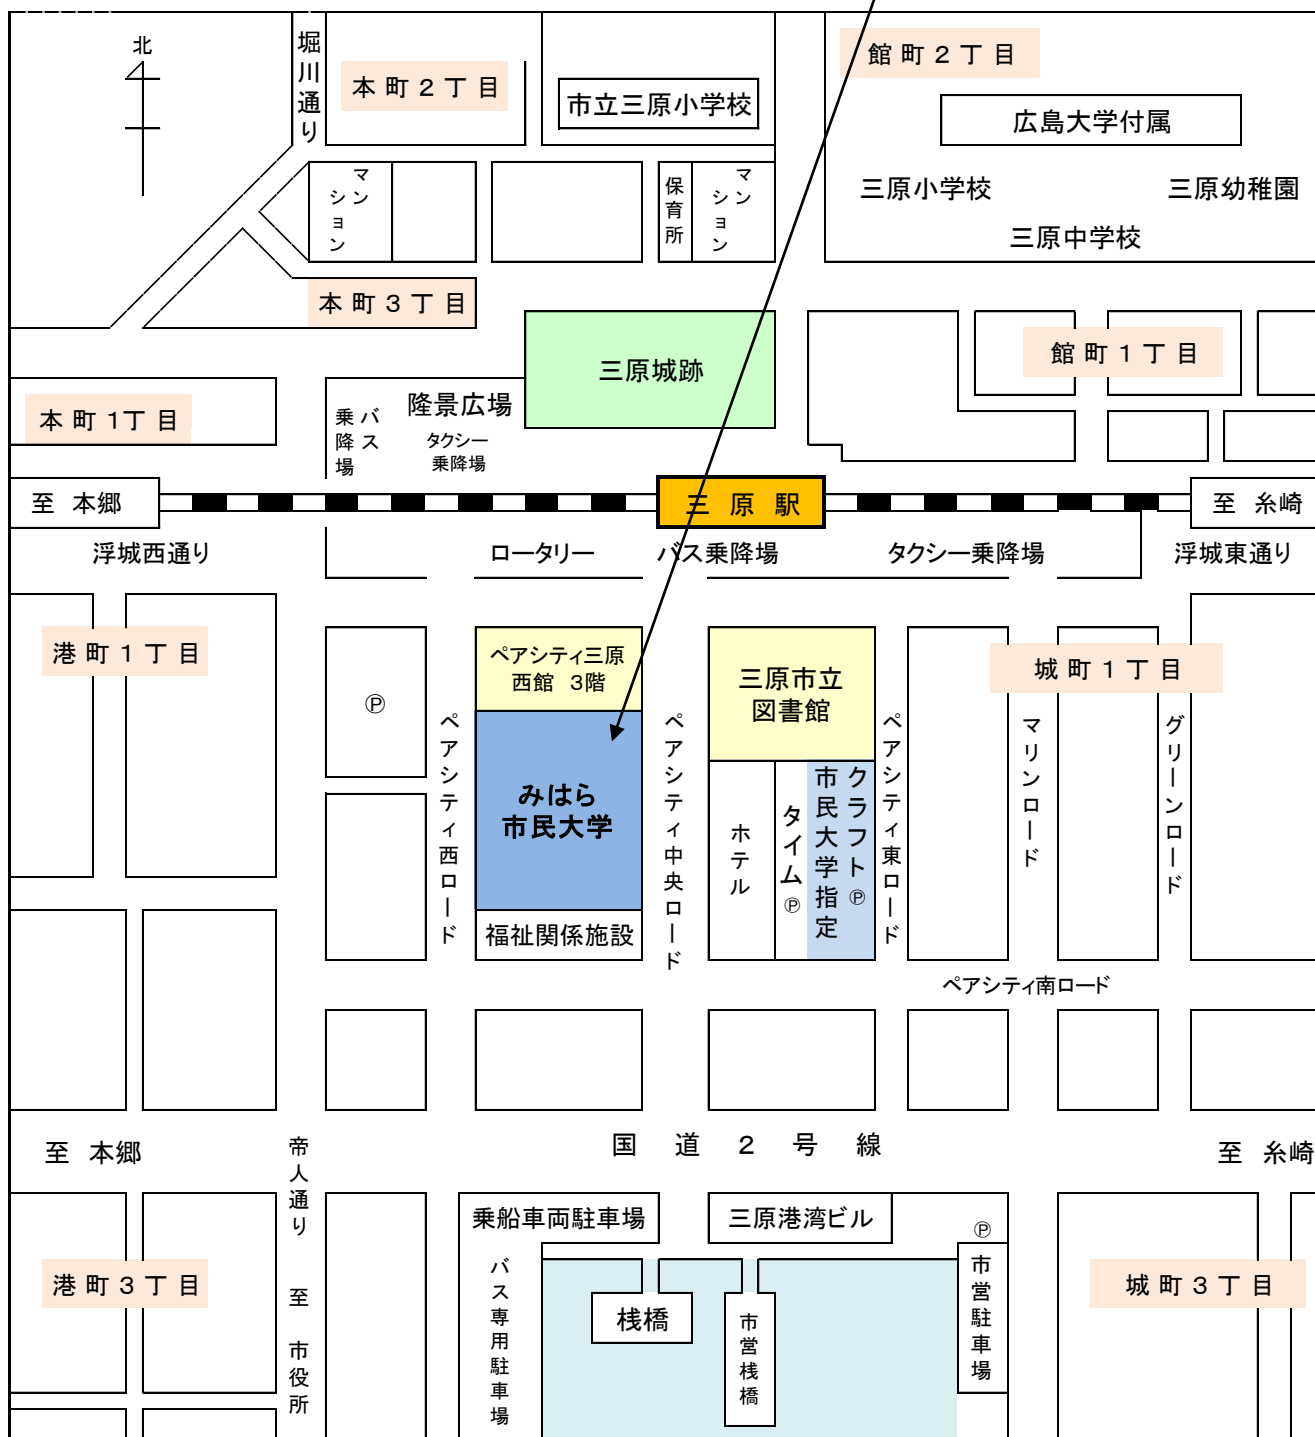 北
堀川通り
本町２丁目
市立三原小学校
館町２丁目
広島大学付属
三原小学校
三原幼稚園
三原中学校
マンション
保育所
マンション
本町３丁目
三原城跡
館町１丁目
本町１丁目
バス
乗降場
隆景広場
タクシー
乗降場
至 本郷
三原駅
至 糸崎
浮城西通り
ロータリー
バス乗降場
タクシー乗降場
浮城東通り
港町１丁目
ペアシティ三原
西館 ３階
三原市立
図書館
城町１丁目
Ⓟ
ペアシティ西ロード
みはら
市民大学
福祉関係施設
ペアシティ中央ロード
ホテル
タイムⓅ
クラフトⓅ
市民大学指定
ペアシティ東ロード
マリンロード
グリーンロード
ペアシティ南ロード
至 本郷
国道２号線
至 糸崎
帝人通り 至 市役所
乗船車両駐車場
三原港湾ビル
Ⓟ
市営駐車場
港町３丁目
バス専用駐車場
桟橋
市営桟橋
城町３丁目